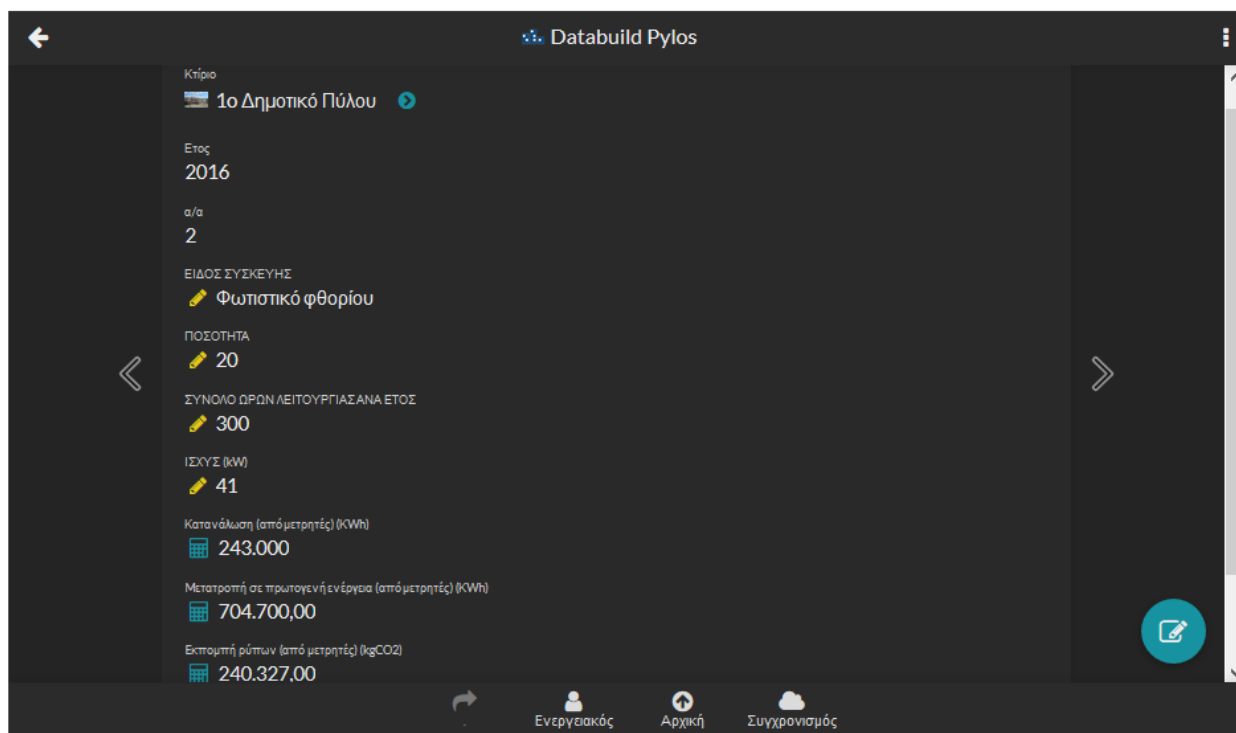 Databuild Pylos
Κτίριο
1ο Δημοτικό Πύλου
Ετος
2016
α/α
2
ΕΙΔΟΣ ΣΥΣΚΕΥΗΣ
Φωτιστικό φθορίου
ΠΟΣΟΤΗΤΑ
20
ΣΥΝΟΛΟ ΩΡΩΝ ΛΕΙΤΟΥΡΓΙΑΣΑΝΑ ΕΤΟΣ
300
ΙΣΧΥΣ (kW)
41
Κατανάλωση (από μετρητές) (KWh)
243.000
Μετατροπή σε πρωτογενή ενέργεια (από μετρητές) (KWh)
704.700,00
Εκπομπή ρύπων (από μετρητές) (kgCO2)
240.327,00
Ενεργειακός Αρχική Συγχρονισμός